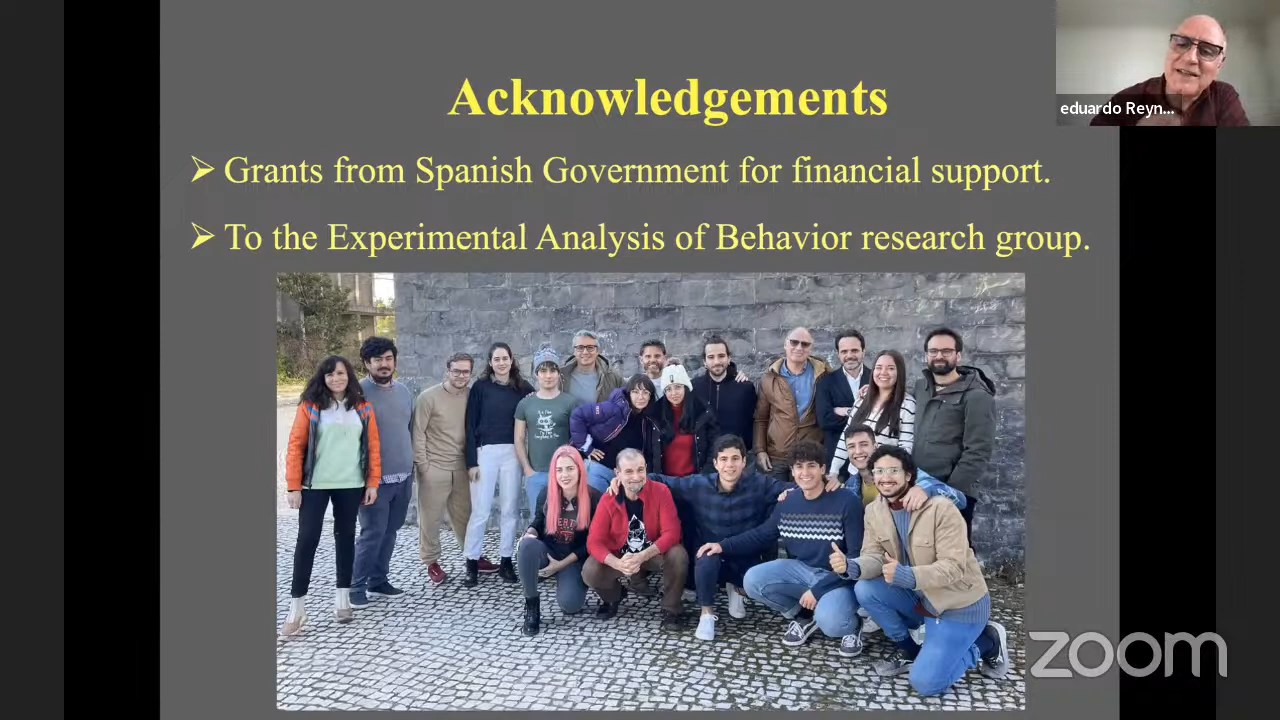 Acknowledgements
eduardo Reyn...
➢ Grants from Spanish Government for financial support.
➢ To the Experimental Analysis of Behavior research group.
zoom